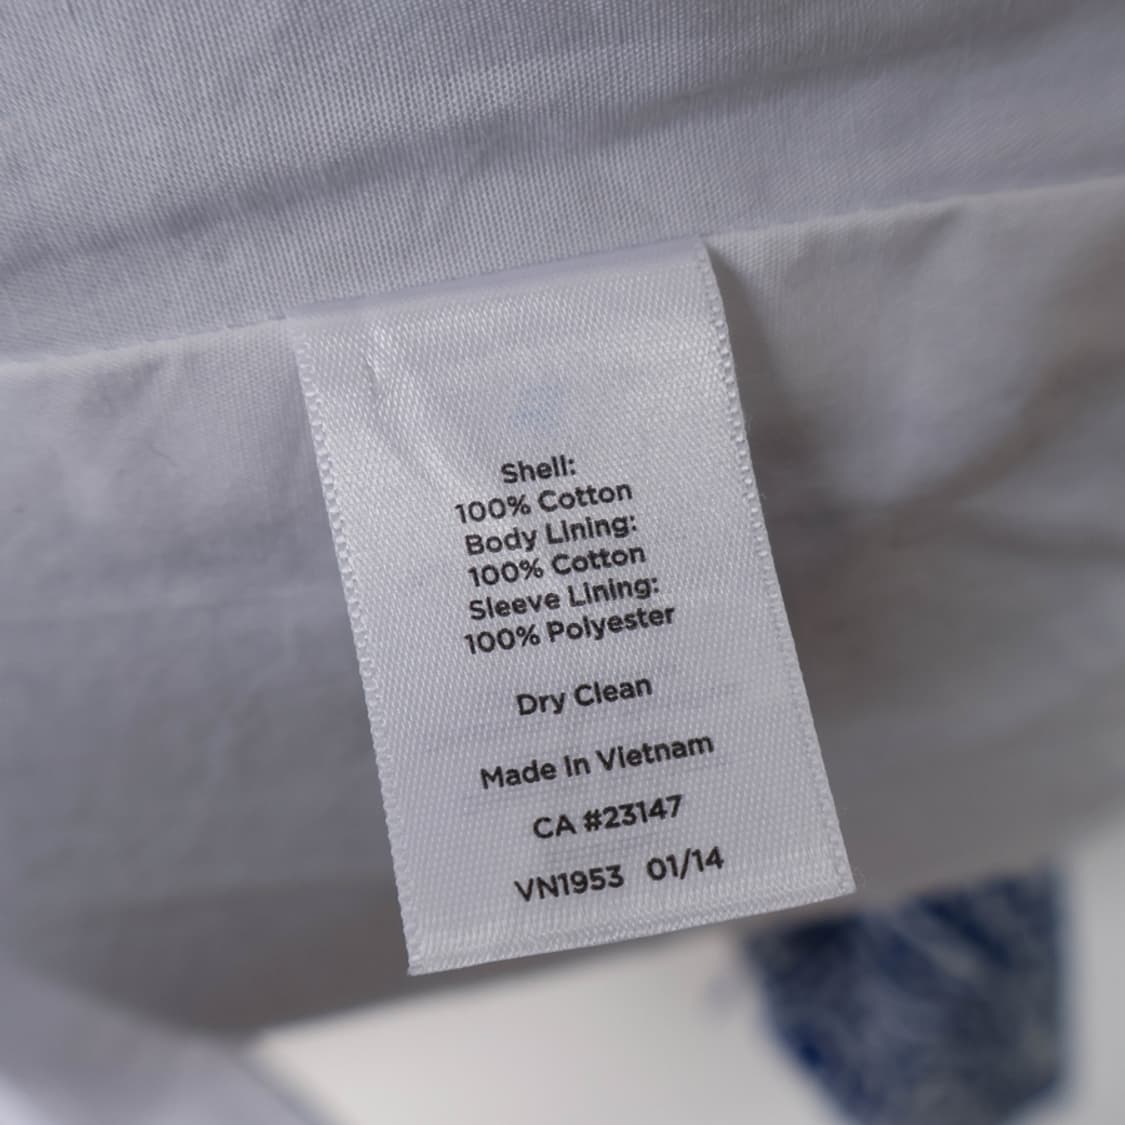 Shell:
100% Cotton
Body Lining:
100% Cotton
Sleeve Lining:
100% Polyester
Dry Clean
Made In Vietnam
CA #23147
VN1953 01/14